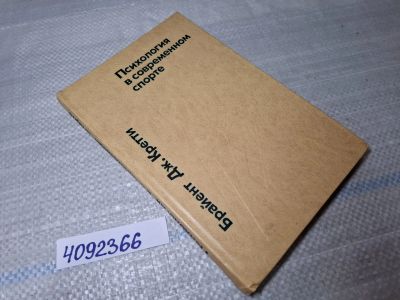 Психология
в современном
спорте
Брайент Дж. Кретти
4092366